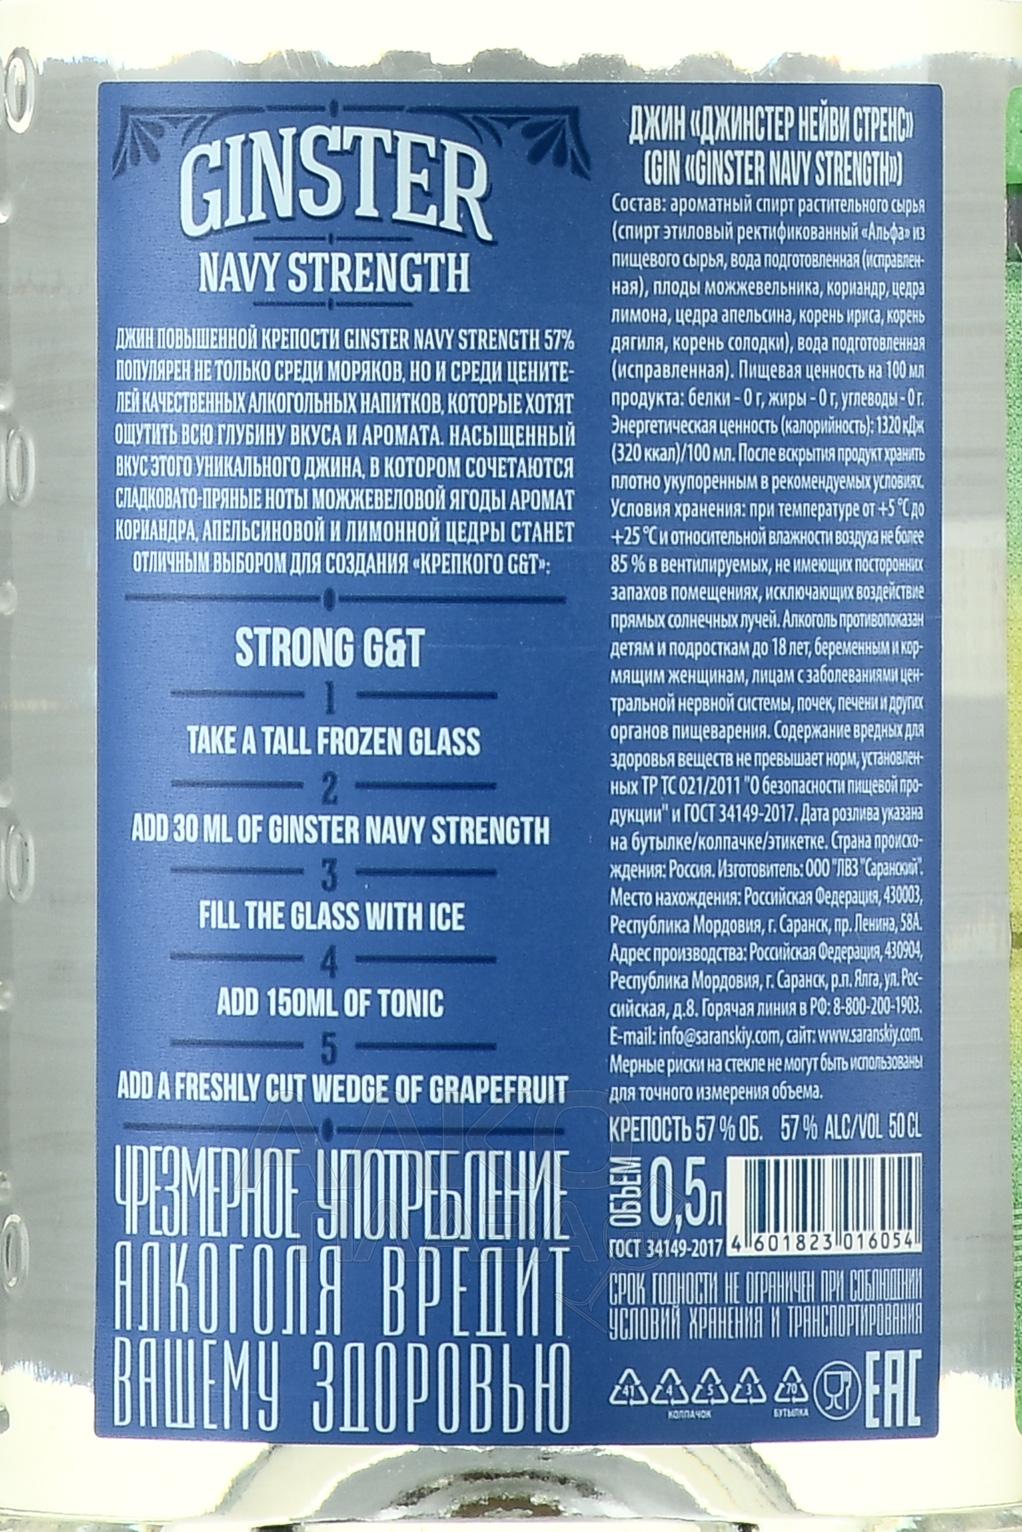 GINSTER
NAVY STRENGTH
ДЖИН ПОВЫШЕННОЙ КРЕПОСТИ GINSTER NAVY STRENGTH 57%
ПОПУЛЯРЕН НЕ ТОЛЬКО СРЕДИ МОРЯКОВ, НО И СРЕДИ ЦЕНИТЕ-
ЛЕЙ КАЧЕСТВЕННЫХ АЛКОГОЛЬНЫХ НАПИТКОВ, КОТОРЫЕ ХОТЯТ
ОЩУТИТЬ ВСЮ ГЛУБИНУ ВКУСА И АРОМАТА. НАСЫЩЕННЫЙ
ВКУС ЭТОГО УНИКАЛЬНОГО ДЖИНА, В КОТОРОМ СОЧЕТАЮТСЯ
СЛАДКОВАТО-ПРЯНЫЕ НОТЫ МОЖЖЕВЕЛОВОЙ ЯГОДЫ АРОМАТ
КОРИАНДРА, АПЕЛЬСИНОВОЙ И ЛИМОННОЙ ЦЕДРЫ СТАНЕТ
ОТЛИЧНЫМ ВЫБОРОМ ДЛЯ СОЗДАНИЯ «КРЕПКОГО G&T»:
STRONG G&T
1
TAKE A TALL FROZEN GLASS
2
ADD 30 ML OF GINSTER NAVY STRENGTH
3
FILL THE GLASS WITH ICE
4
ADD 150ML OF TONIC
5
ADD A FRESHLY CUT WEDGE OF GRAPEFRUIT
ЧРЕЗМЕРНОЕ УПОТРЕБЛЕНИЕ
АЛКОГОЛЯ ВРЕДИТ
ВАШЕМУ ЗДОРОВЬЮ
ДЖИН «ДЖИНСТЕР НЕЙВИ СТРЕНС»
(GIN «GINSTER NAVY STRENGTH»)
Состав: ароматный спирт растительного сырья
(спирт этиловый ректификованный «Альфа» из
пищевого сырья, вода подготовленная (исправлен-
ная), плоды можжевельника, кориандр, цедра
лимона, цедра апельсина, корень ириса, корень
дягиля, корень солодки), вода подготовленная
(исправленная). Пищевая ценность на 100 мл
продукта: белки - 0 г, жиры - 0 г, углеводы - 0 г.
Энергетическая ценность (калорийность): 1320 кДж
(320 ккал)/100 мл. После вскрытия продукт хранить
плотно укупоренным в рекомендуемых условиях.
Условия хранения: при температуре от +5 °С до
+25 °С и относительной влажности воздуха не более
85 % в вентилируемых, не имеющих посторонних
запахов помещениях, исключающих воздействие
прямых солнечных лучей. Алкоголь противопоказан
детям и подросткам до 18 лет, беременным и кор-
мящим женщинам, лицам с заболеваниями цен-
тральной нервной системы, почек, печени и других
органов пищеварения. Содержание вредных для
здоровья веществ не превышает норм, установлен-
ных ТР ТС 021/2011 "О безопасности пищевой про-
дукции" и ГОСТ 34149-2017. Дата розлива указана
на бутылке/колпачке/этикетке. Страна происхо-
ждения: Россия. Изготовитель: ООО "ЛВЗ "Саранский".
Место нахождения: Российская Федерация, 430003,
Республика Мордовия, г. Саранск, пр. Ленина, 58А.
Адрес производства: Российская Федерация, 430904,
Республика Мордовия, г. Саранск, р.п. Ялга, ул. Рос-
сийская, д.8. Горячая линия в РФ: 8-800-200-1903.
E-mail: info@saranskiy.com, сайт: www.saranskiy.com.
Мерные риски на стекле не могут быть использованы
для точного измерения объема.
КРЕПОСТЬ 57 % ОБ. 57 % ALC/VOL 50 CL
ОБЪЕМ 0,5л
4 601823 016054
ГОСТ 34149-2017
СРОК ГОДНОСТИ НЕ ОГРАНИЧЕН ПРИ СОБЛЮДЕНИИ
УСЛОВИЙ ХРАНЕНИЯ И ТРАНСПОРТИРОВАНИЯ
41 4 5 3 70 EAC
КОЛПАЧОК БУТЫЛКА
АЛКО
ПЛАЗА